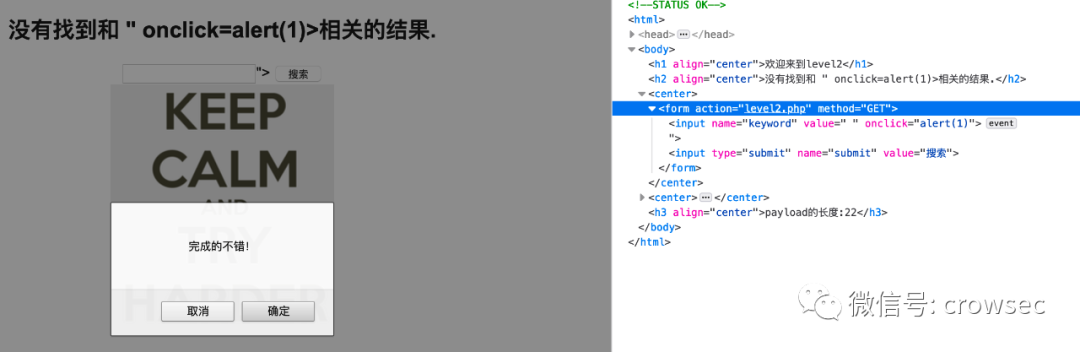 没有找到和 " onclick=alert(1)>相关的结果.
"> 搜索
KEEP
CALM
AND
TRY
HARDER
完成的不错!
取消 确定
<!--STATUS OK-->
<html>
<head> ••• </head>
<body>
<h1 align="center">欢迎来到level2</h1>
<h2 align="center">没有找到和 " onclick=alert(1)>相关的结果.</h2>
<center>
<form action="level2.php" method="GET">
<input name="keyword" value=" " onclick="alert(1)"> event
">
<input type="submit" name="submit" value="搜索">
</form>
</center>
<center> ••• </center>
<h3 align="center">payload的长度:22</h3>
</body>
</html>
微信号: crowsec